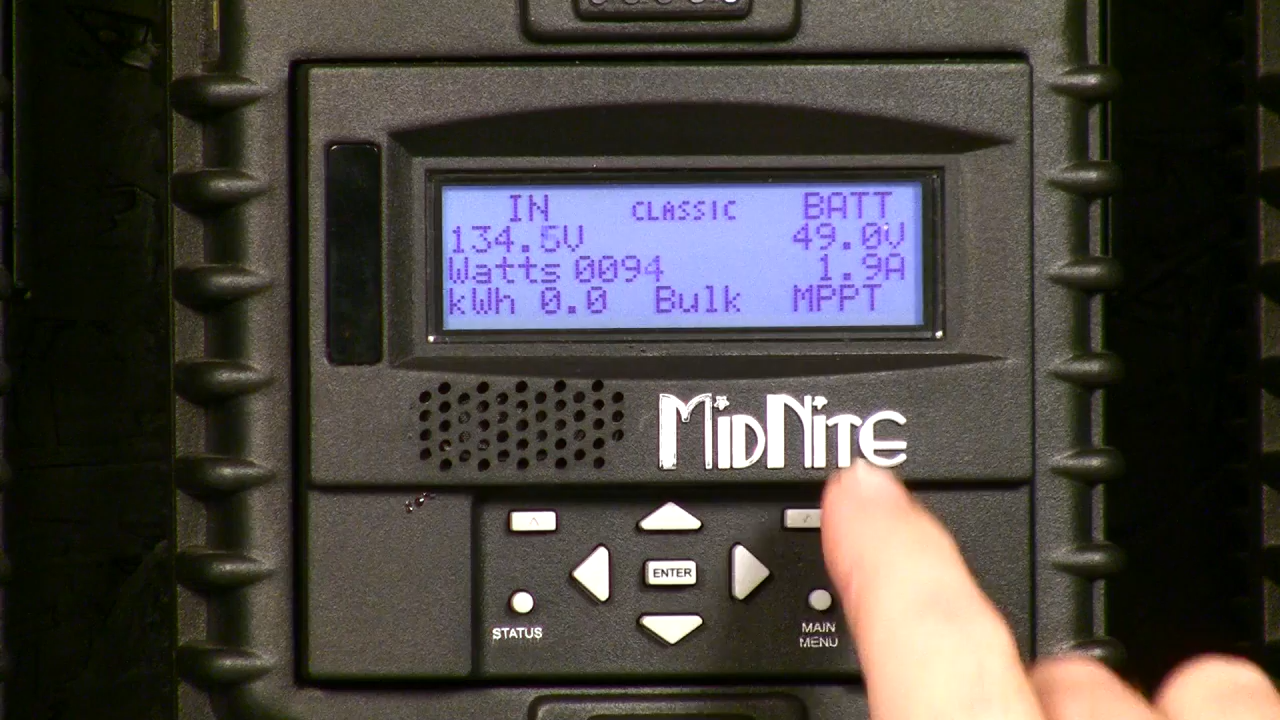 IN CLASSIC BATT
134.5V 49.0V
Watts 0094 1.9A
kWh 0.0 Bulk MPPT
MIDNITE
ENTER
STATUS
MAIN
MENU